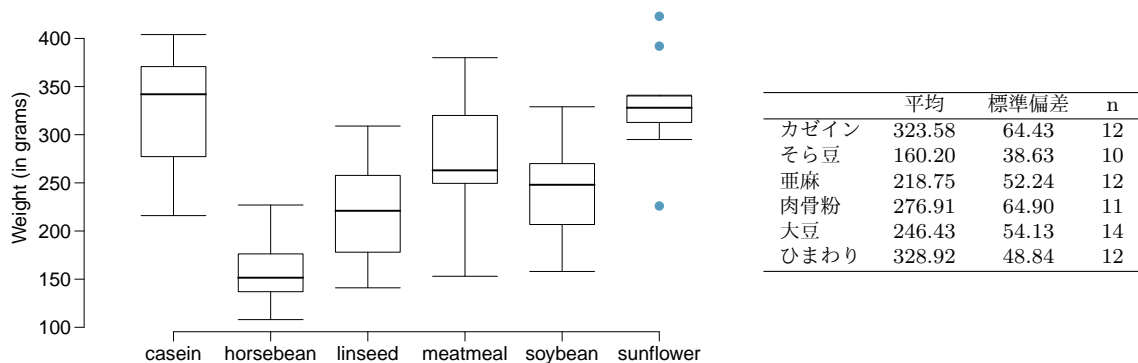 Weight (in grams)
400
350
300
250
200
150
100
casein horsebean linseed meatmeal soybean sunflower
平均 標準偏差 n
カゼイン 323.58 64.43 12
そら豆 160.20 38.63 10
亜麻 218.75 52.24 12
肉骨粉 276.91 64.90 11
大豆 246.43 54.13 14
ひまわり 328.92 48.84 12